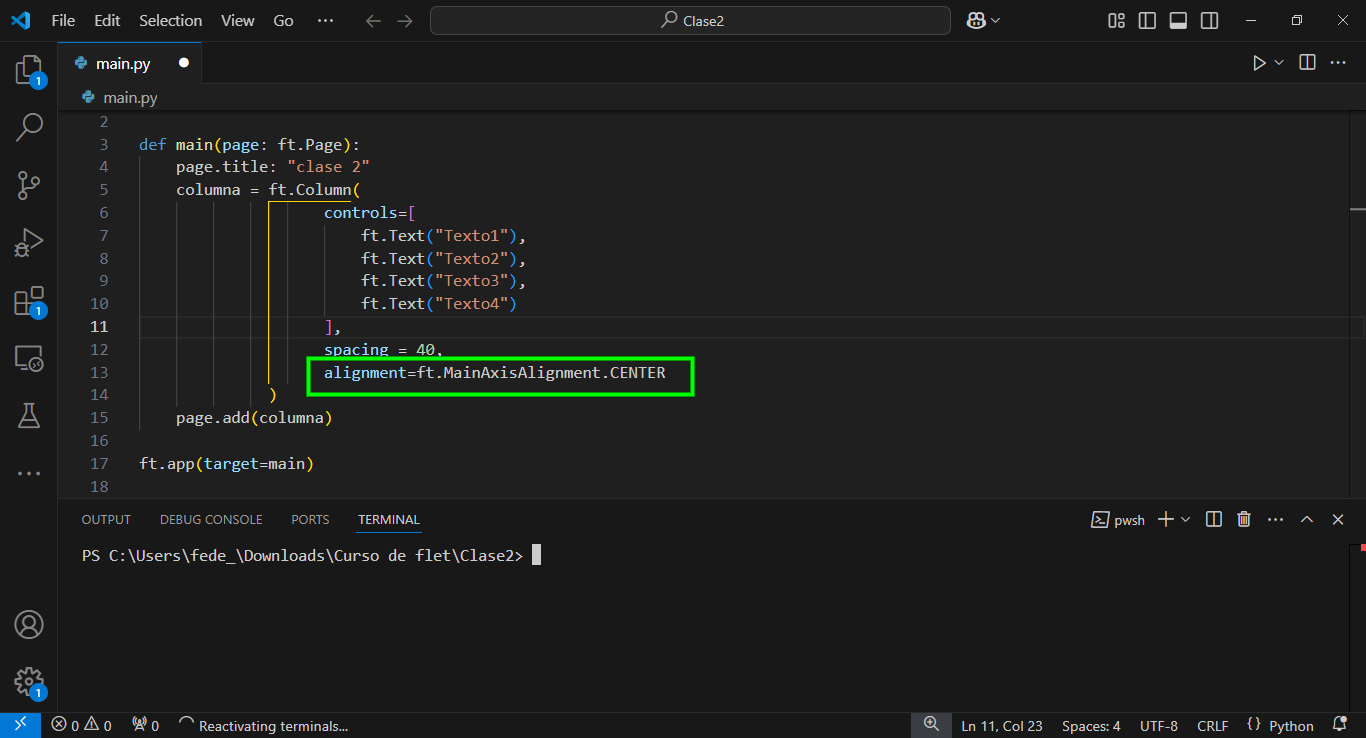 File Edit Selection View Go ··· Clase2
1 main.py
main.py
2
3 def main(page: ft.Page):
4 page.title: "clase 2"
5 columna = ft.Column(
6 controls=[
7 ft.Text("Texto1"),
8 ft.Text("Texto2"),
9 ft.Text("Texto3"),
10 ft.Text("Texto4")
11 ],
12 spacing = 40,
13 alignment=ft.MainAxisAlignment.CENTER
14 )
15 page.add(columna)
16
17 ft.app(target=main)
18
1
OUTPUT DEBUG CONSOLE PORTS TERMINAL pwsh
PS C:\Users\fede_\Downloads\Curso de flet\Clase2>
1
0 0 0 Reactivating terminals... Ln 11, Col 23 Spaces: 4 UTF-8 CRLF {} Python